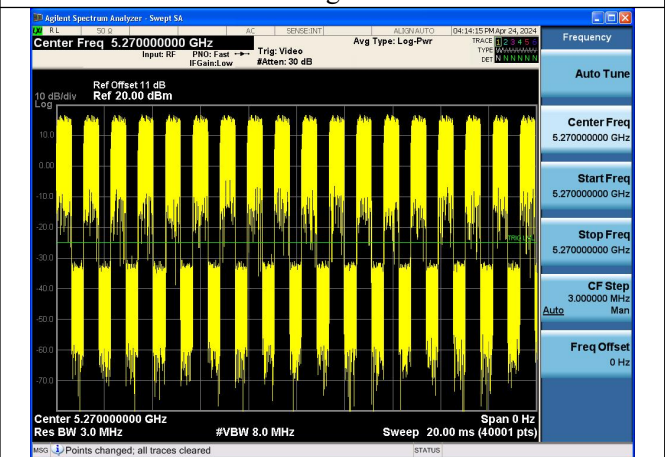 Agilent Spectrum Analyzer - Swept SA
RL 50 Ω AC SENSE:INT ALIGN AUTO 04:14:15 PM Apr 24, 2024
Center Freq 5.270000000 GHz
Input: RF PNO: Fast Trig: Video Avg Type: Log-Pwr TRACE 1 2 3 4 5 6
IFGain:Low #Atten: 30 dB TYPE
DET N N N N N N
Ref Offset 11 dB
10 dB/div Ref 20.00 dBm
Log
10.0
0.00
-10.0
-20.0
-30.0
-40.0
-50.0
-60.0
-70.0
Center 5.270000000 GHz Span 0 Hz
Res BW 3.0 MHz #VBW 8.0 MHz Sweep 20.00 ms (40001 pts)
MSG Points changed; all traces cleared STATUS
Frequency
Auto Tune
Center Freq
5.270000000 GHz
Start Freq
5.270000000 GHz
Stop Freq
5.270000000 GHz
CF Step
3.000000 MHz
Auto Man
Freq Offset
0 Hz